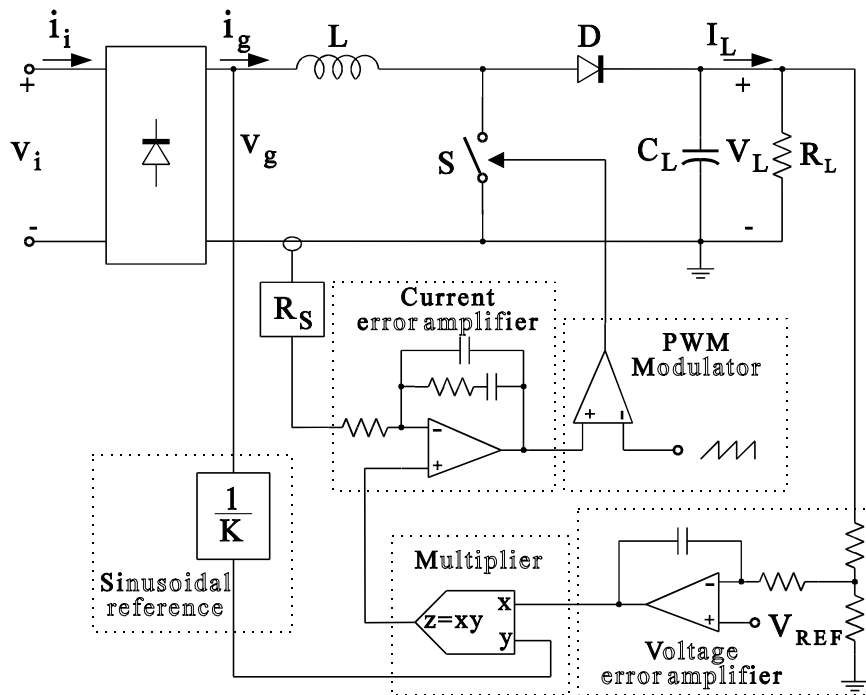 i_i
i_g
L
D
I_L
+
+
v_i
v_g
S
C_L
V_L
R_L
-
-
R_S
Current
error amplifier
PWM
Modulator
-
+
+
-
1
K
Sinusoidal
reference
Multiplier
x
z=xy
y
-
+
V_REF
Voltage
error amplifier